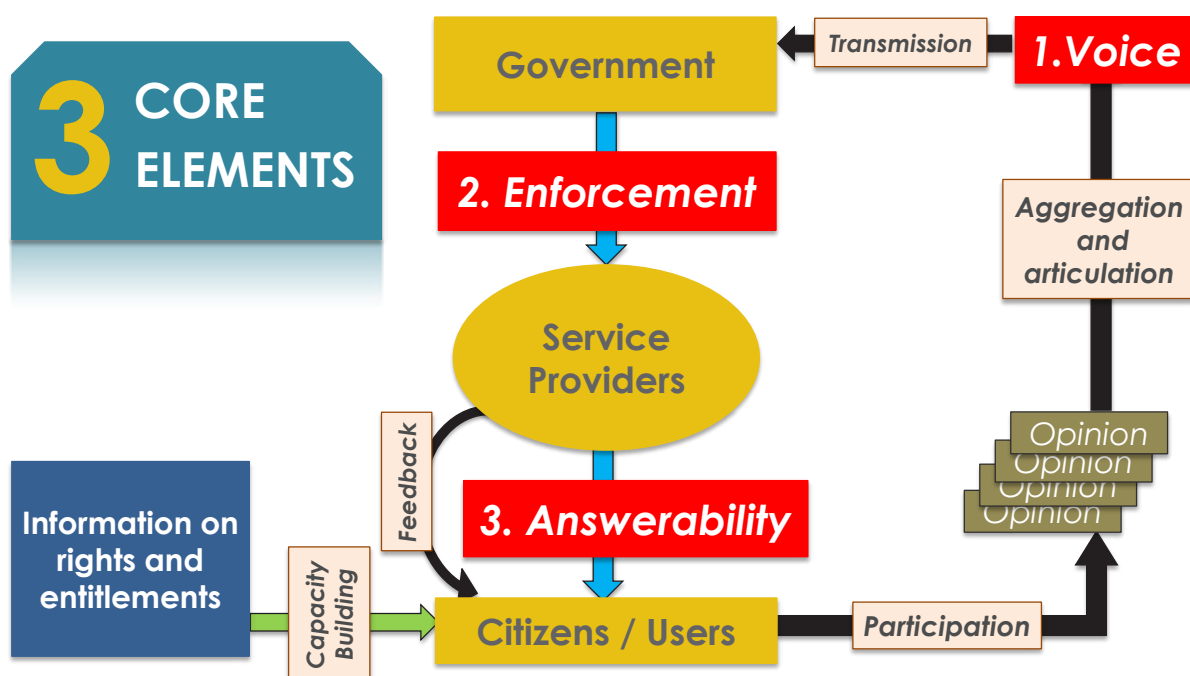 3
CORE
ELEMENTS
Government
Transmission
1.Voice
2. Enforcement
Aggregation
and
articulation
Service
Providers
Feedback
Opinion
Opinion
Opinion
Opinion
3. Answerability
Information on
rights and
entitlements
Capacity
Building
Citizens / Users
Participation